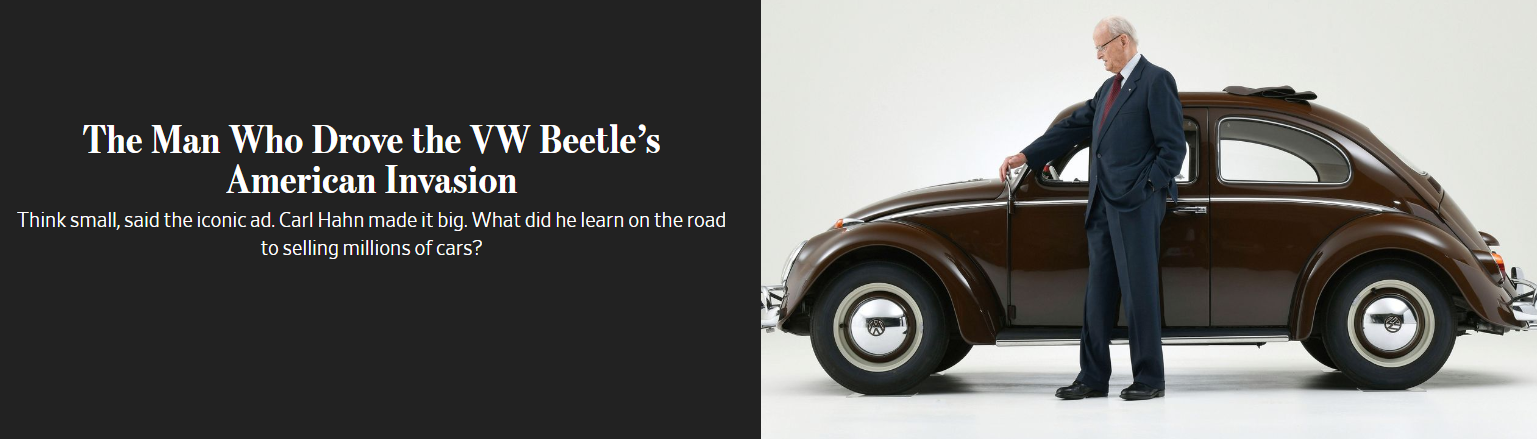 The Man Who Drove the VW Beetle’s
American Invasion
Think small, said the iconic ad. Carl Hahn made it big. What did he learn on the road
to selling millions of cars?